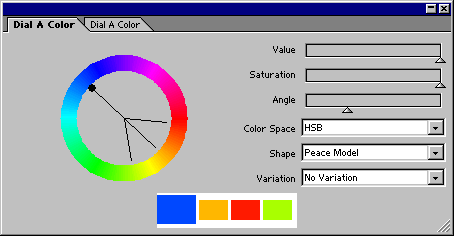 Dial A Color Dial A Color
Value
Saturation
Angle
Color Space HSB
Shape Peace Model
Variation No Variation